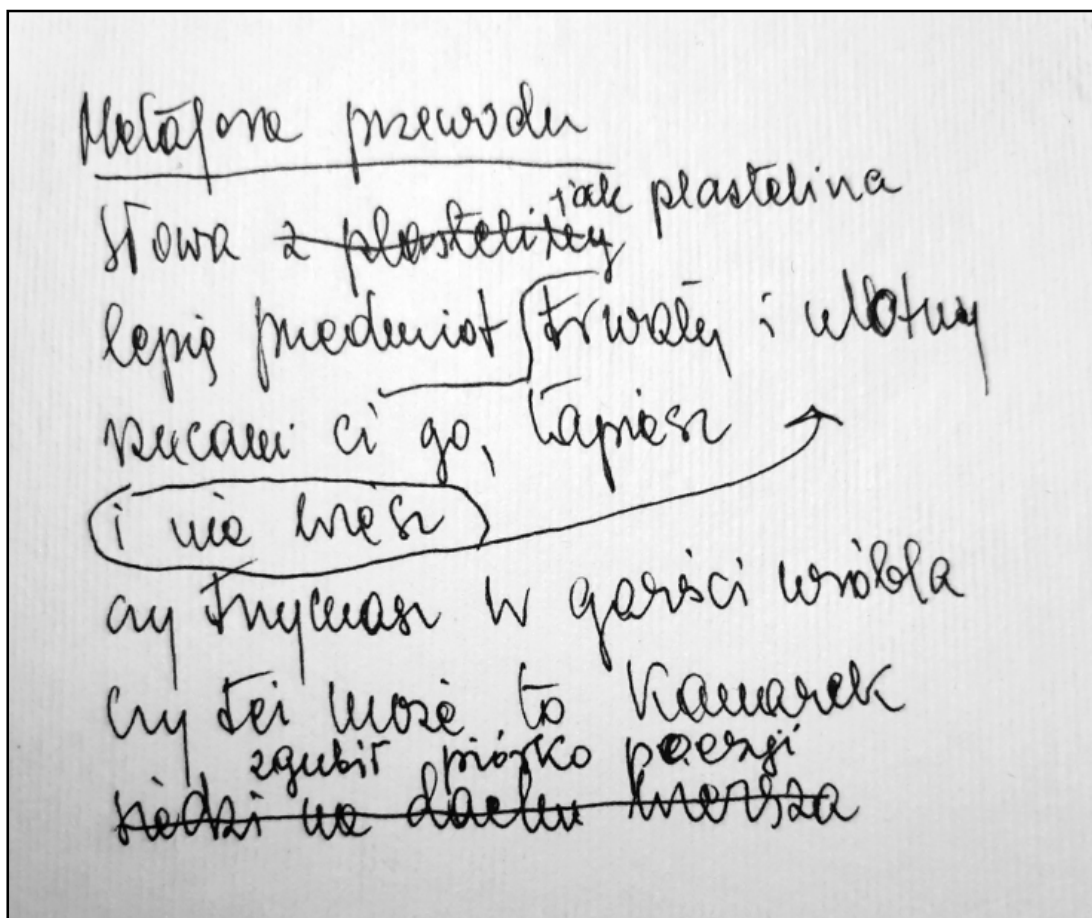 Metafora przewodu
jak plastelina
Słowa z plasteliny
lepię przedmiot trwały i ulotny
rzucam ci go, łapiesz
i nie wiesz
czy trzymasz w garści wróbla
czy też może to kanarek
zgubił piórko poezji
siedzi na dachu wiersza